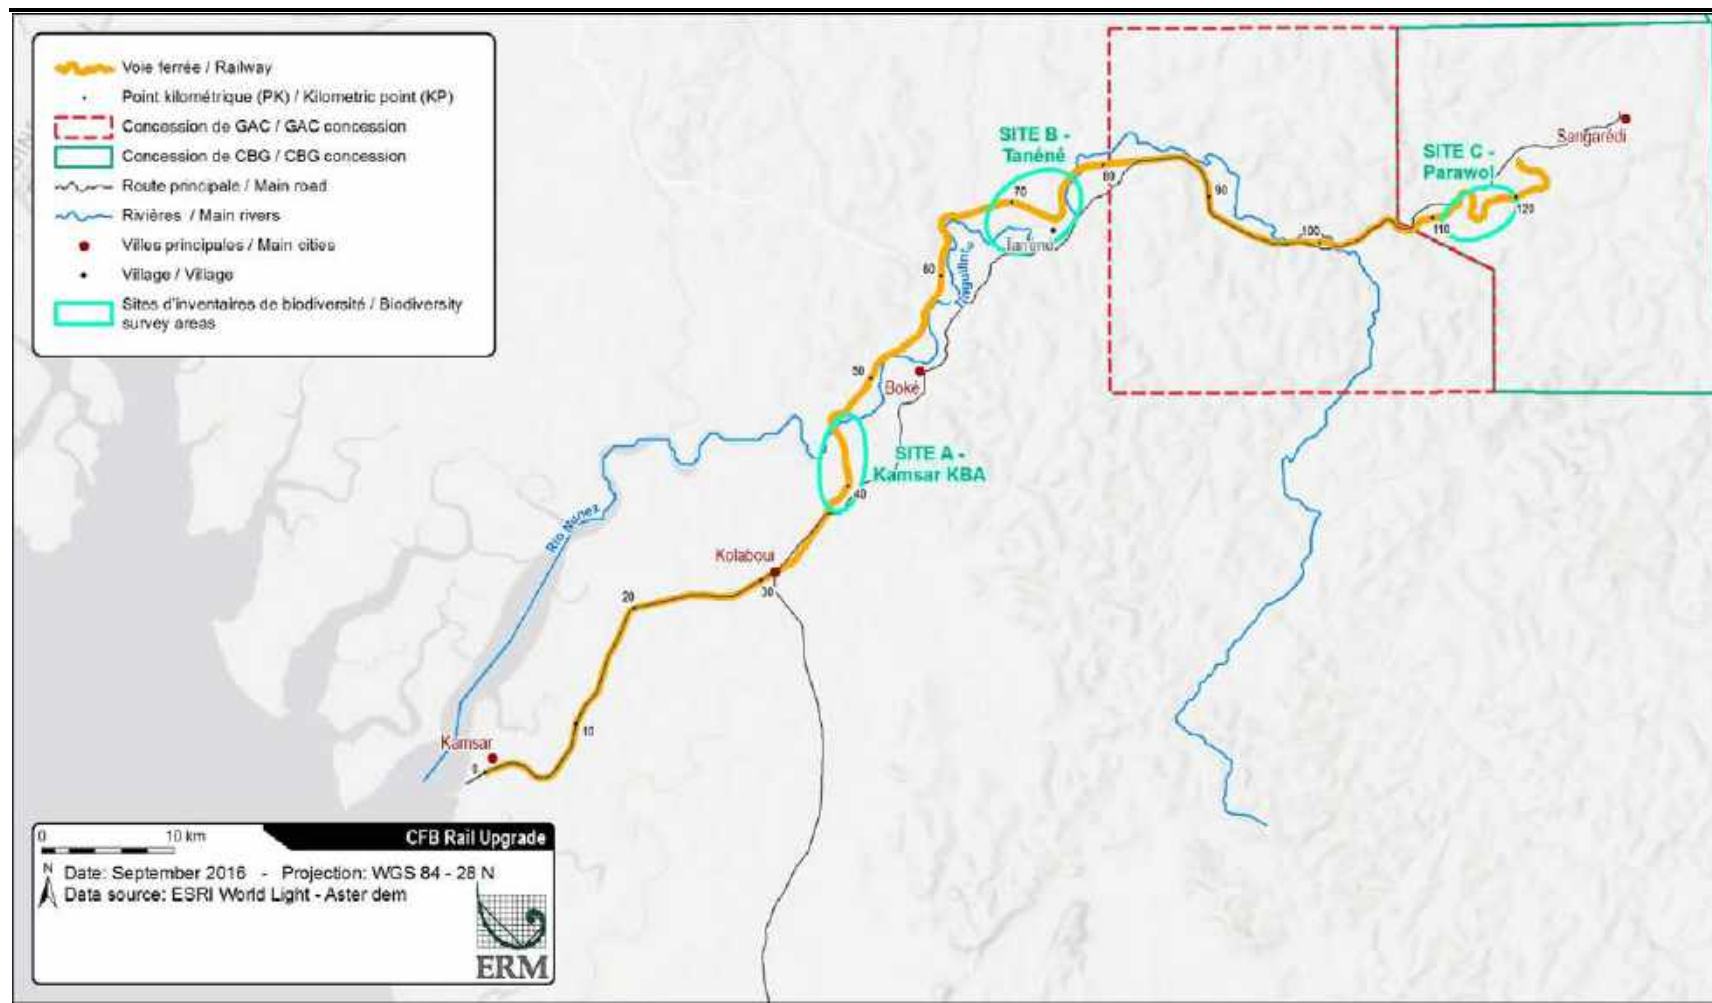 Voie ferrée / Railway
Point kilométrique (PK) / Kilometric point (KP)
Concession de GAC / GAC concession
Concession de CBG / CBG concession
Route principale / Main road
Rivières / Main rivers
Villes principales / Main cities
Village / Village
Sites d'inventaires de biodiversité / Biodiversity
survey areas
SITE B -
Tanéné
SITE C -
Parawol
Sangarédi
70
80
90
100
110
120
60
50
Boké
SITE A -
Kamsar KBA
40
Rio Nunez
Kolaboui
30
20
10
Kamsar
0
0 10 km
CFB Rail Upgrade
N
Date: September 2016 - Projection: WGS 84 - 28 N
Data source: ESRI World Light - Aster dem
ERM